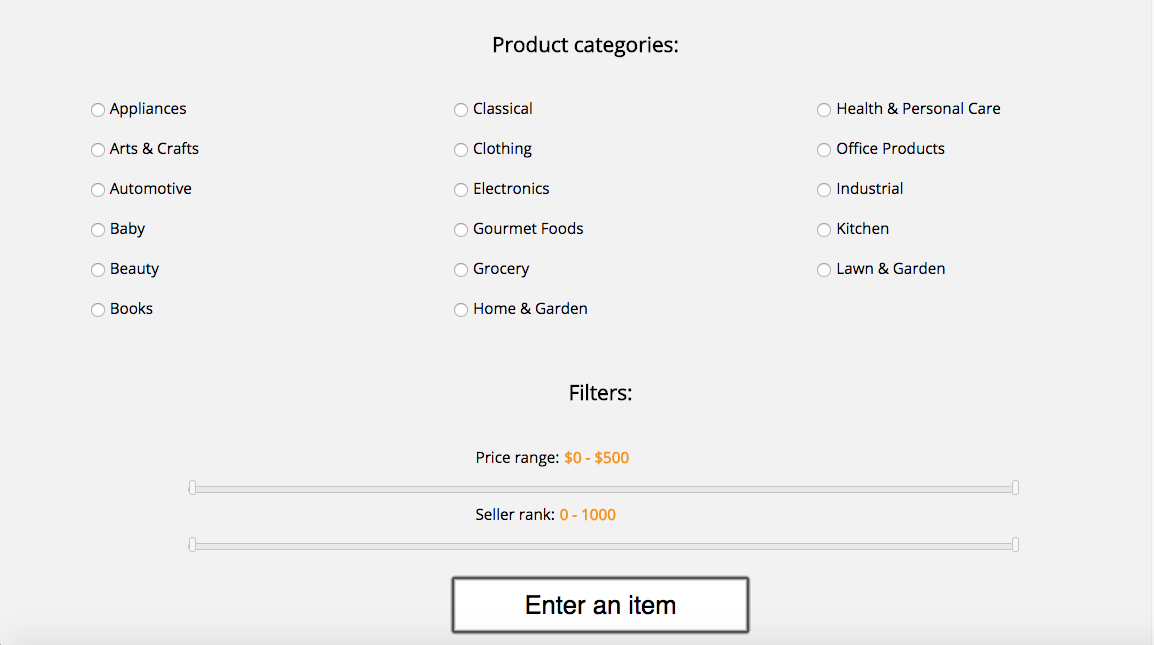 Product categories:
Appliances
Arts & Crafts
Automotive
Baby
Beauty
Books
Classical
Clothing
Electronics
Gourmet Foods
Grocery
Home & Garden
Health & Personal Care
Office Products
Industrial
Kitchen
Lawn & Garden
Filters:
Price range: $0 - $500
Seller rank: 0 - 1000
Enter an item